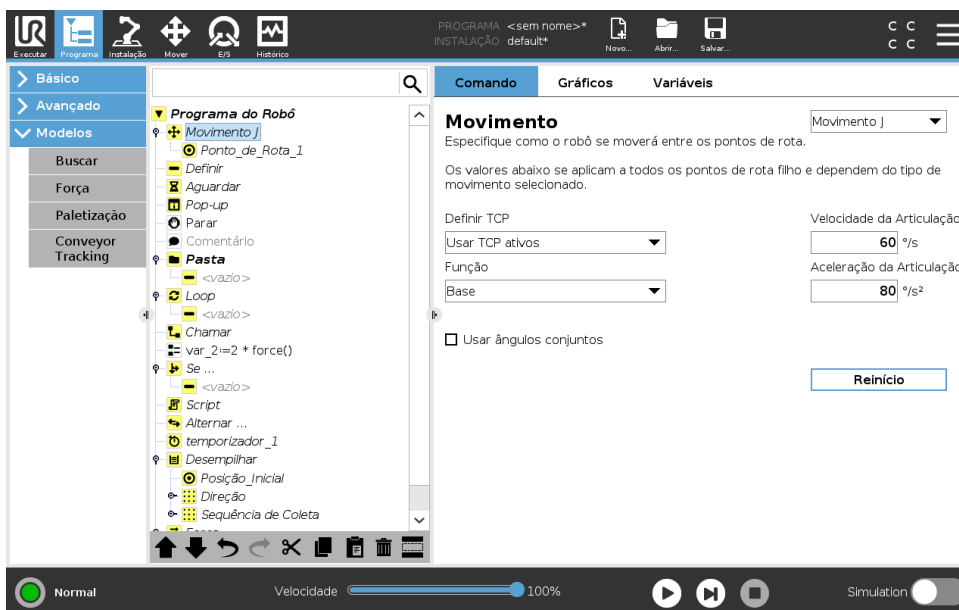 UR
Executar
Programa
Instalação
Mover
E/S
Histórico
PROGRAMA <sem nome>*
INSTALAÇÃO default*
Novo...
Abrir...
Salvar...
C C
C C
Básico
Avançado
Modelos
Buscar
Força
Paletização
Conveyor
Tracking
Programa do Robô
Movimento J
Ponto_de_Rota_1
Definir
Aguardar
Pop-up
Parar
Comentário
Pasta
<vazio>
Loop
<vazio>
Chamar
var_2:=2 * force()
Se ...
<vazio>
Script
Alternar ...
temporizador_1
Desempilhar
Posição_Inicial
Direção
Sequência de Coleta
Comando
Gráficos
Variáveis
Movimento
Movimento J
Especifique como o robô se moverá entre os pontos de rota.
Os valores abaixo se aplicam a todos os pontos de rota filho e dependem do tipo de
movimento selecionado.
Definir TCP
Velocidade da Articulação
Usar TCP ativos
60 °/s
Função
Aceleração da Articulação
Base
80 °/s²
Usar ângulos conjuntos
Reinício
Normal
Velocidade
100%
Simulation